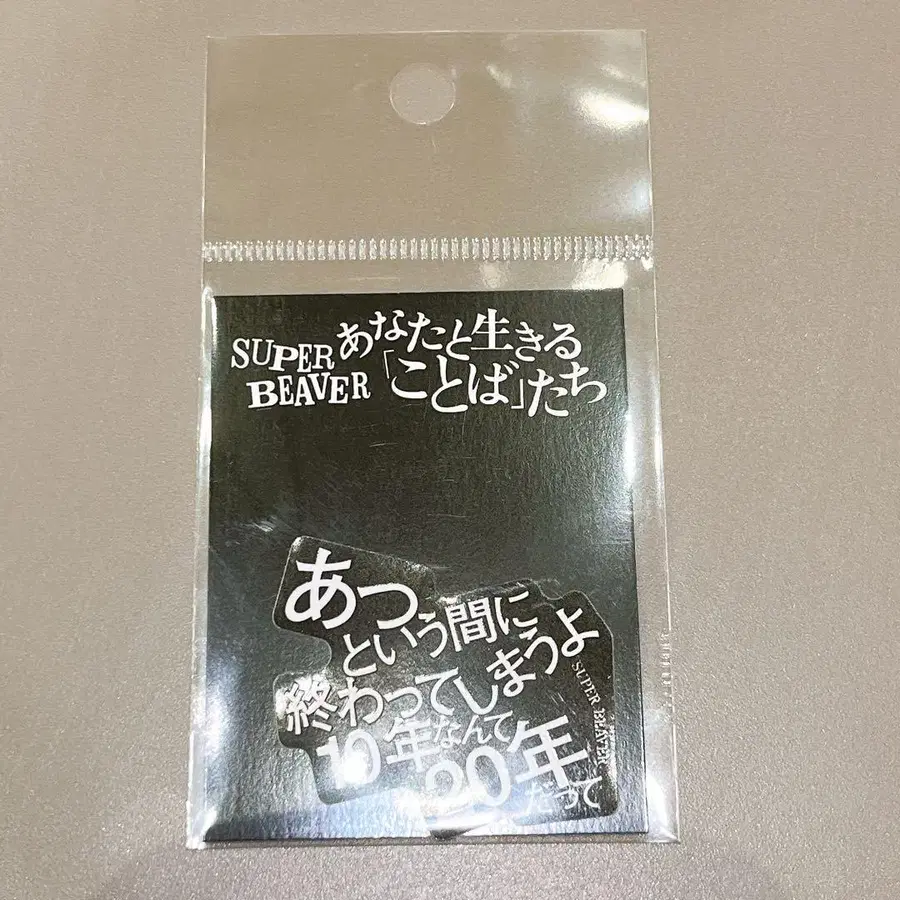 SUPER BEAVER
あなたと生きる
「ことば」たち
あっ
という間に
終わってしまうよ
10年なんて
20年だって
SUPER BEAVER